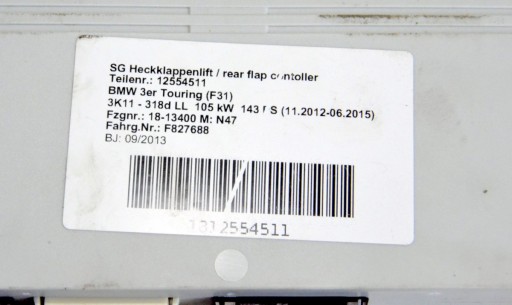 SG Heckklappenlift / rear flap contoller
Teilenr.: 12554511
BMW 3er Touring (F31)
3K11 - 318d LL 105 kW 143 PS (11.2012-06.2015)
Fzgnr.: 18-13400 M: N47
Fahrg.Nr.: F827688
BJ: 09/2013
1312554511